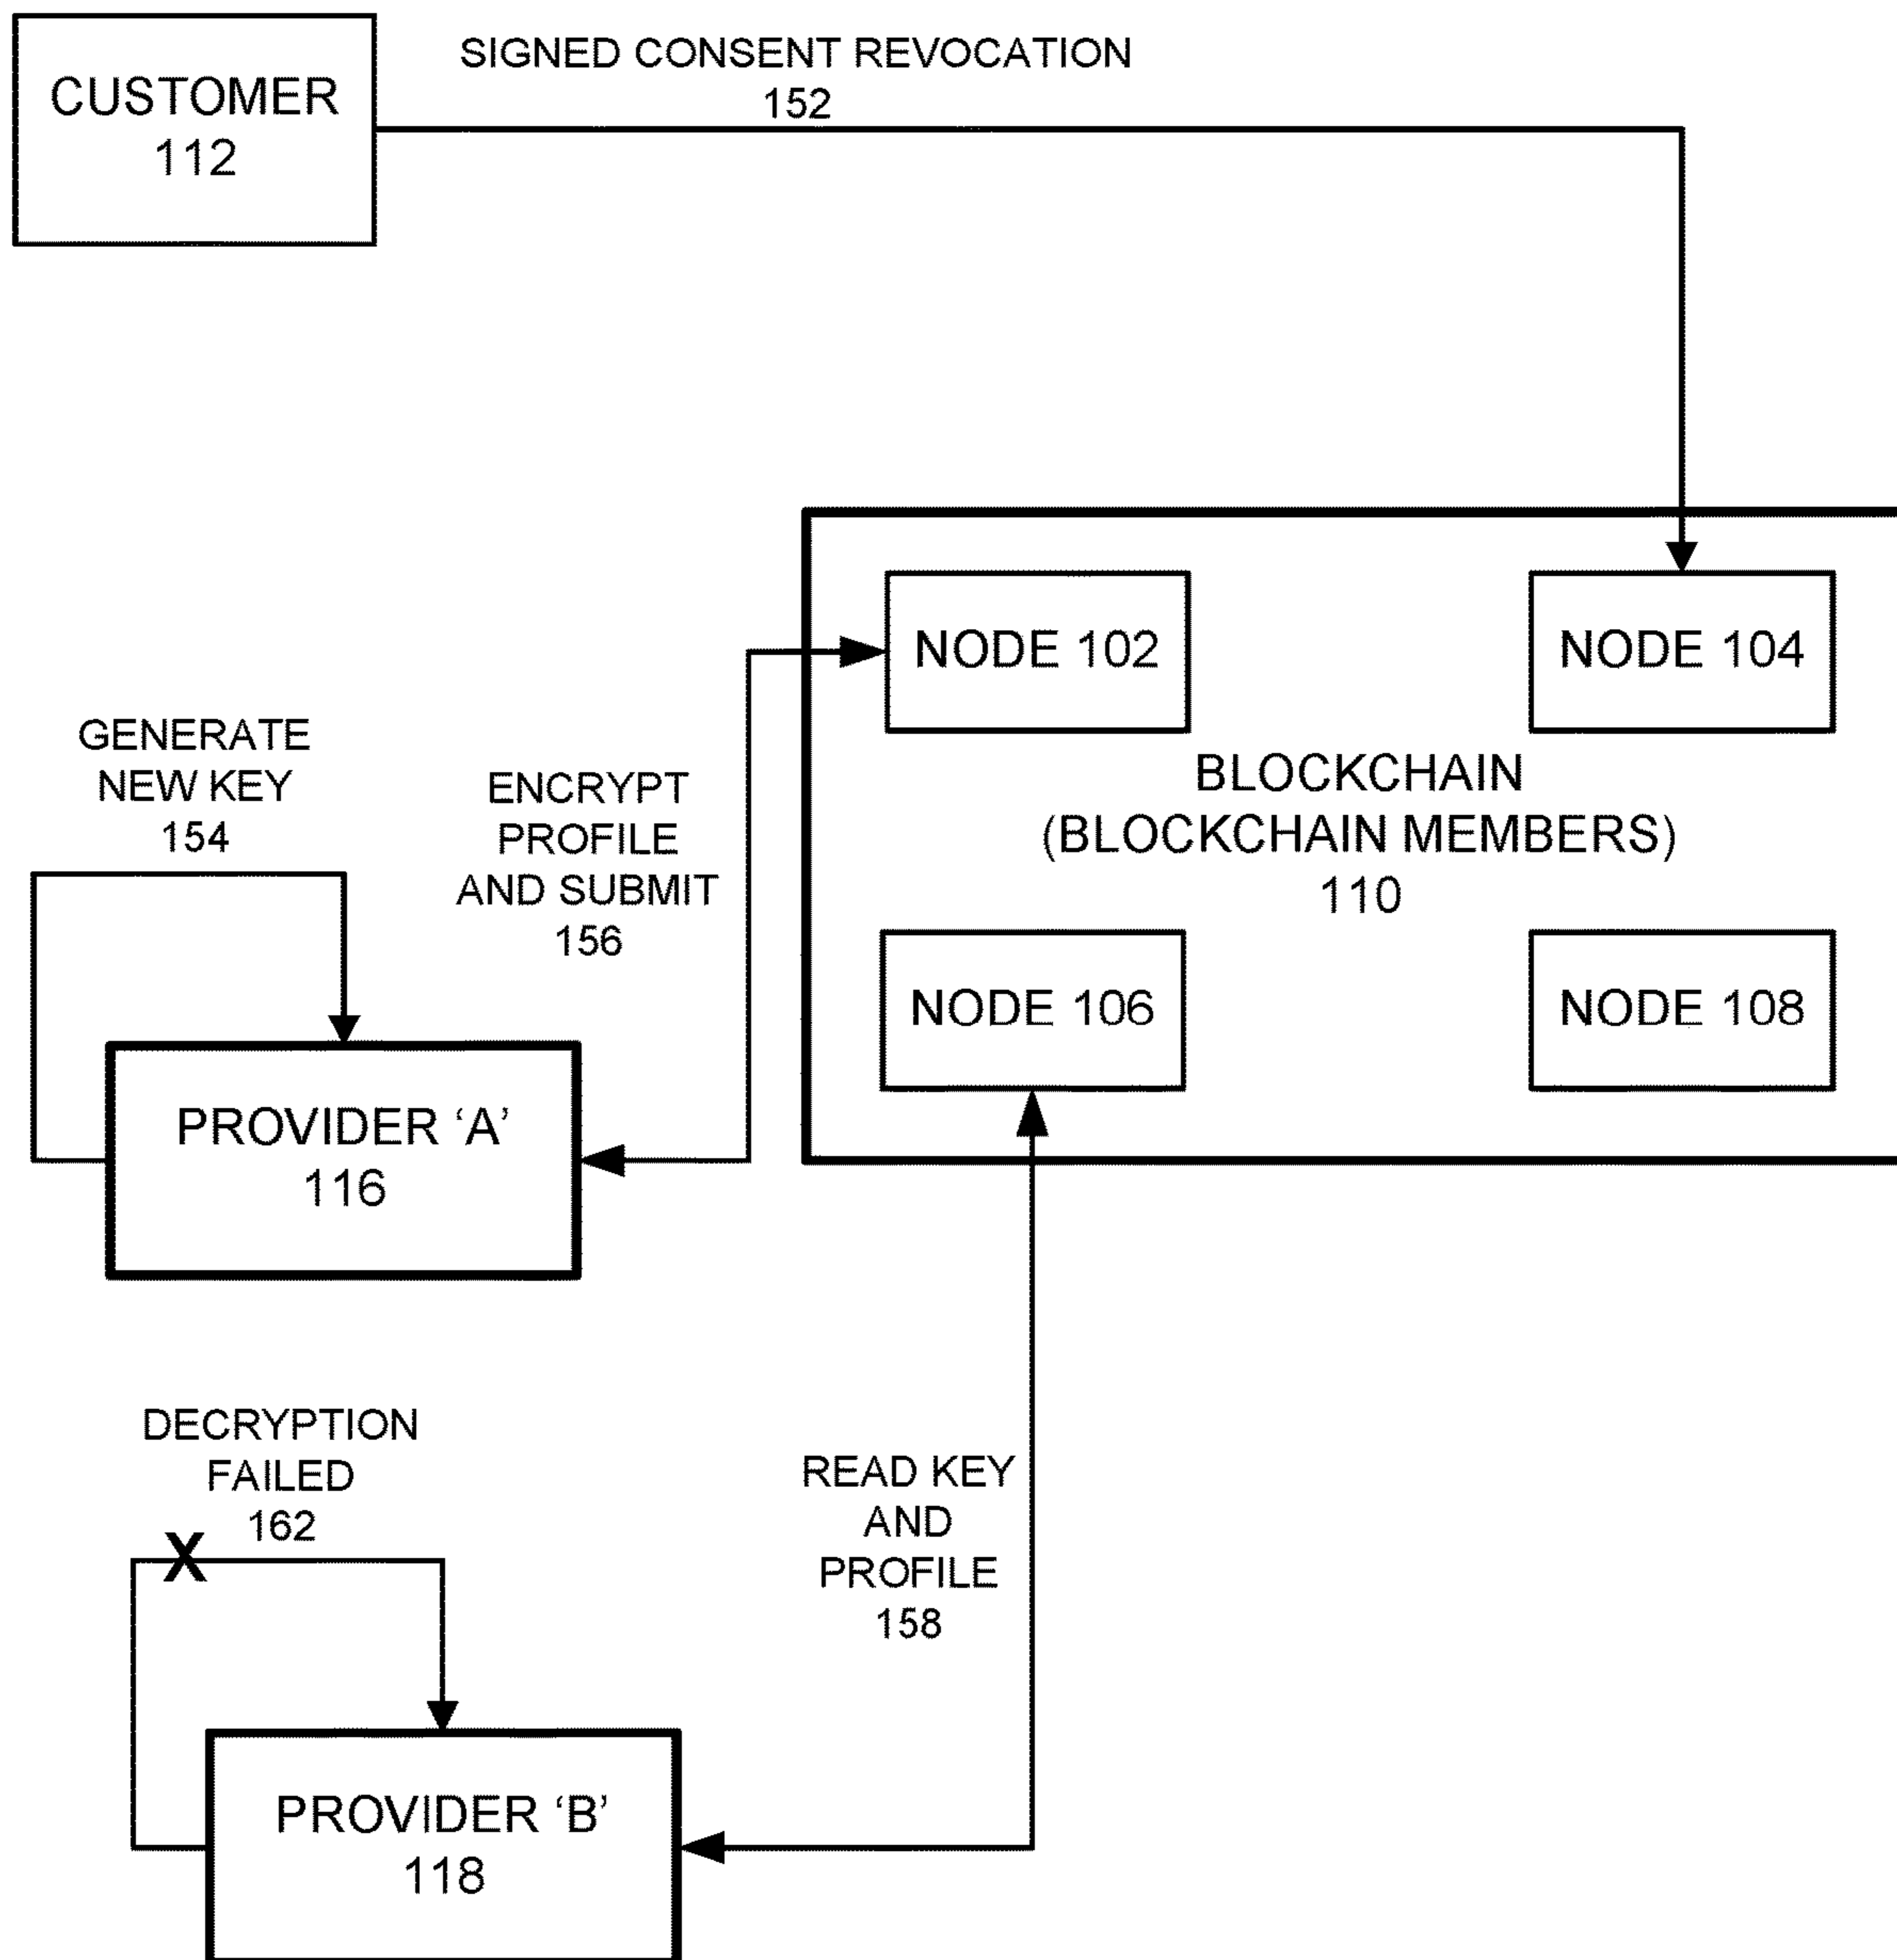 CUSTOMER
112
SIGNED CONSENT REVOCATION
152
NODE 102
NODE 104
BLOCKCHAIN
(BLOCKCHAIN MEMBERS)
110
NODE 106
NODE 108
GENERATE
NEW KEY
154
ENCRYPT
PROFILE
AND SUBMIT
156
PROVIDER ‘A’
116
DECRYPTION
FAILED
162
X
READ KEY
AND
PROFILE
158
PROVIDER ‘B’
118